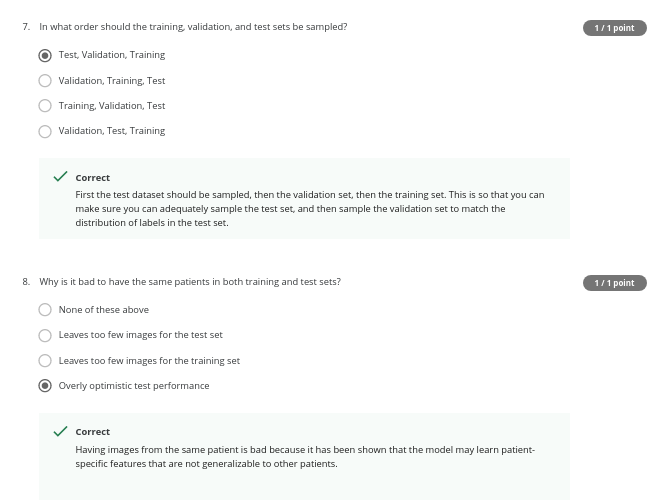 7. In what order should the training, validation, and test sets be sampled?
1 / 1 point
Test, Validation, Training
Validation, Training, Test
Training, Validation, Test
Validation, Test, Training
Correct
First the test dataset should be sampled, then the validation set, then the training set. This is so that you can
make sure you can adequately sample the test set, and then sample the validation set to match the
distribution of labels in the test set.
8. Why is it bad to have the same patients in both training and test sets?
1 / 1 point
None of these above
Leaves too few images for the test set
Leaves too few images for the training set
Overly optimistic test performance
Correct
Having images from the same patient is bad because it has been shown that the model may learn patient-
specific features that are not generalizable to other patients.